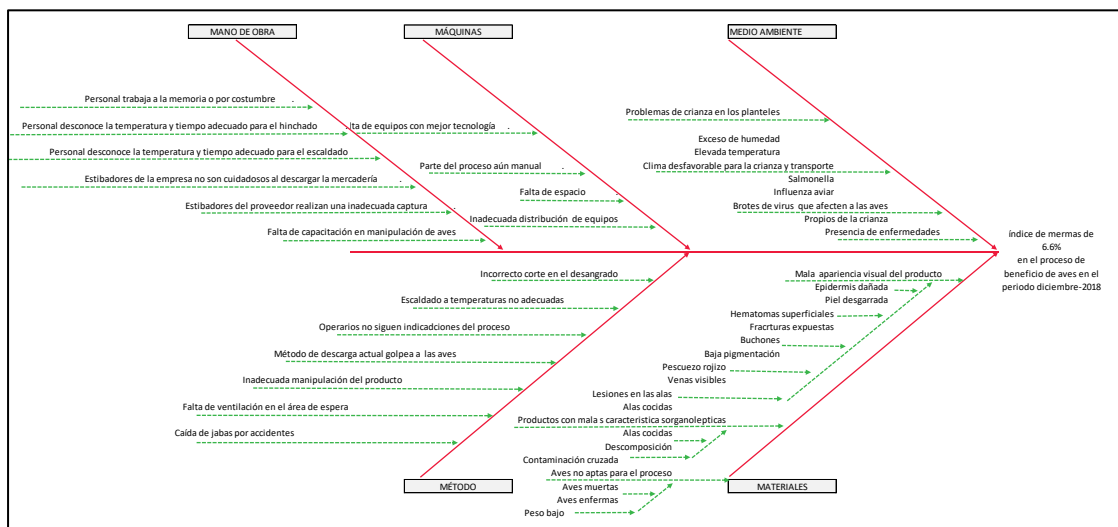 MANO DE OBRA
MÁQUINAS
MEDIO AMBIENTE
Personal trabaja a la memoria o por costumbre
Personal desconoce la temperatura y tiempo adecuado para el hinchado
Personal desconoce la temperatura y tiempo adecuado para el escaldado
Estibadores de la empresa no son cuidadosos al descargar la mercadería
Estibadores del proveedor realizan una inadecuada captura
Falta de capacitación en manipulación de aves
lta de equipos con mejor tecnología
Parte del proceso aún manual
Falta de espacio
Inadecuada distribución de equipos
Problemas de crianza en los planteles
Exceso de humedad
Elevada temperatura
Clima desfavorable para la crianza y transporte
Salmonella
Influenza aviar
Brotes de virus que afecten a las aves
Propios de la crianza
Presencia de enfermedades
índice de mermas de
6.6%
en el proceso de
beneficio de aves en el
periodo diciembre-2018
Incorrecto corte en el desangrado
Escaldado a temperaturas no adecuadas
Operarios no siguen indicadciones del proceso
Método de descarga actual golpea a las aves
Inadecuada manipulación del producto
Falta de ventilación en el área de espera
Caída de jabas por accidentes
Mala apariencia visual del producto
Epidermis dañada
Piel desgarrada
Hematomas superficiales
Fracrturas expuestas
Buchones
Baja pigmentación
Pescuezo rojizo
Venas visibles
Lesiones en las alas
Alas cocidas
Productos con mala s caracteristica sorganolepticas
Alas cocidas
Descomposición
Contaminación cruzada
Aves no aptas para el proceso
Aves muertas
Aves enfermas
Peso bajo
MÉTODO
MATERIALES